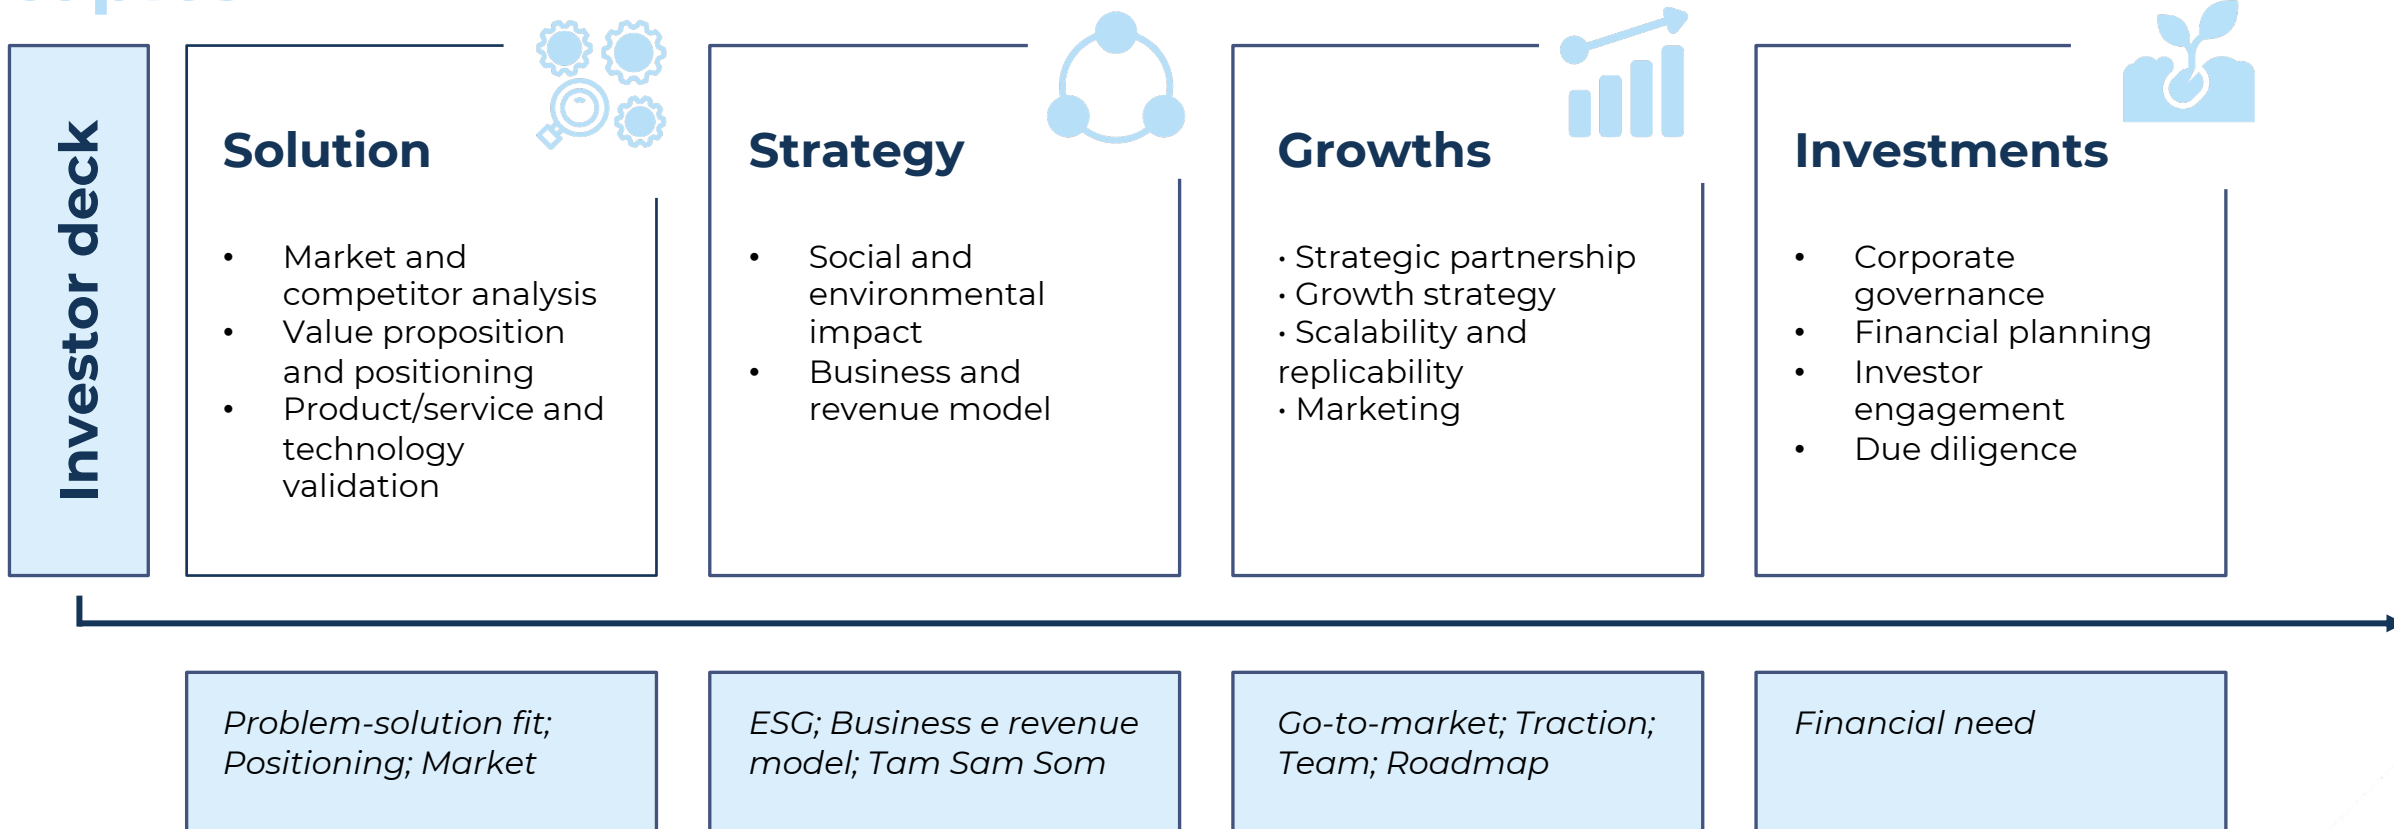 Investor deck
Solution
• Market and
competitor analysis
• Value proposition
and positioning
• Product/service and
technology
validation
Strategy
• Social and
environmental
impact
• Business and
revenue model
Growths
• Strategic partnership
• Growth strategy
• Scalability and
replicability
• Marketing
Investments
• Corporate
governance
• Financial planning
• Investor
engagement
• Due diligence
Problem-solution fit;
Positioning; Market
ESG; Business e revenue
model; Tam Sam Som
Go-to-market; Traction;
Team; Roadmap
Financial need